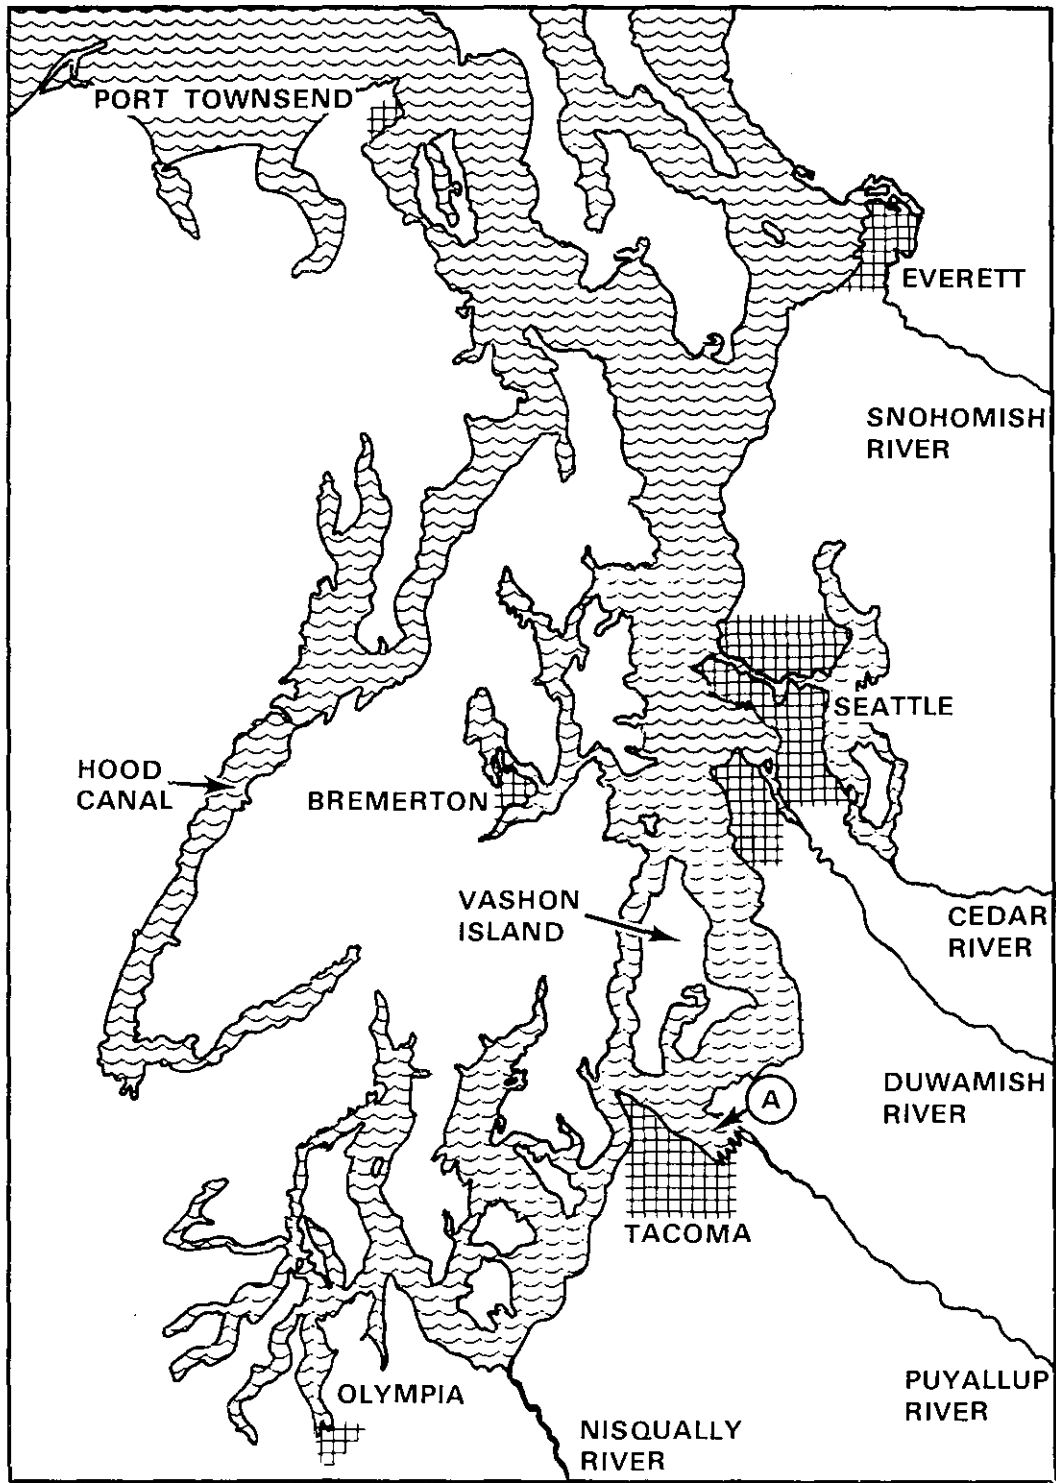 PORT TOWNSEND
EVERETT
SNOHOMISH
RIVER
SEATTLE
HOOD
CANAL
BREMERTON
VASHON
ISLAND
CEDAR
RIVER
DUWAMISH
RIVER
A
TACOMA
PUYALLUP
RIVER
OLYMPIA
NISQUALLY
RIVER